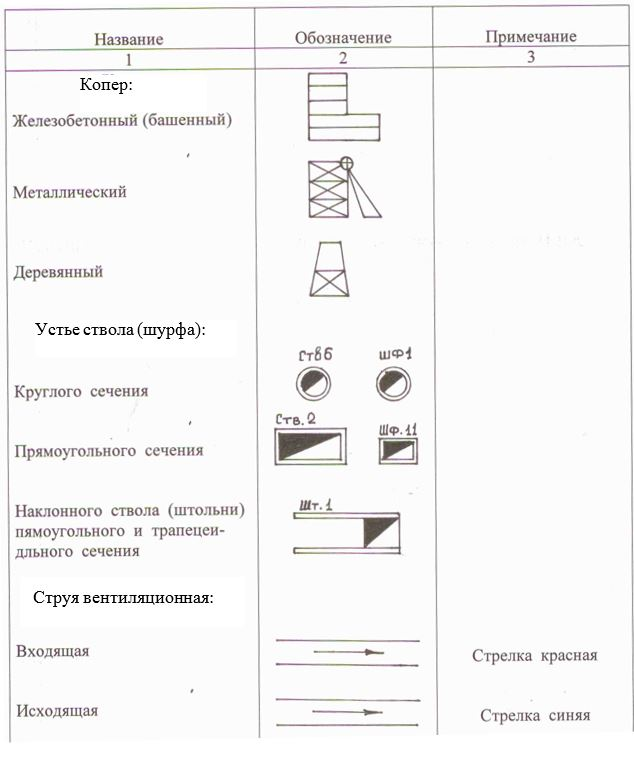 Название Обозначение Примечание
1 2 3
Копер:
Железобетонный (башенный)
Металлический
Деревянный
Устье ствола (шурфа):
Ств6 ШФ1
Круглого сечения
Ств.2 Шф.11
Прямоугольного сечения
Наклонного ствола (штольни) Шт.1
пямоугольного и трапецеи-
дльного сечения
Струя вентиляционная:
Входящая Стрелка красная
Исходящая Стрелка синяя